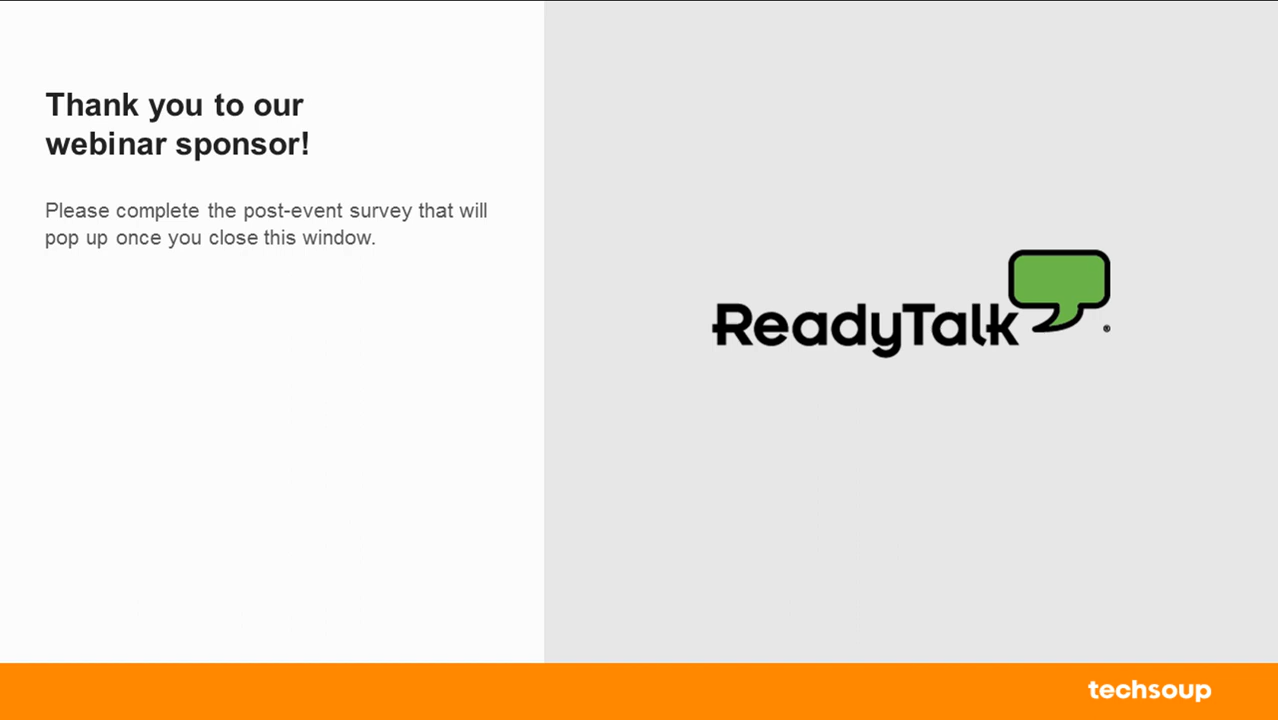 Thank you to our
webinar sponsor!
Please complete the post-event survey that will
pop up once you close this window.
ReadyTalk®
techsoup